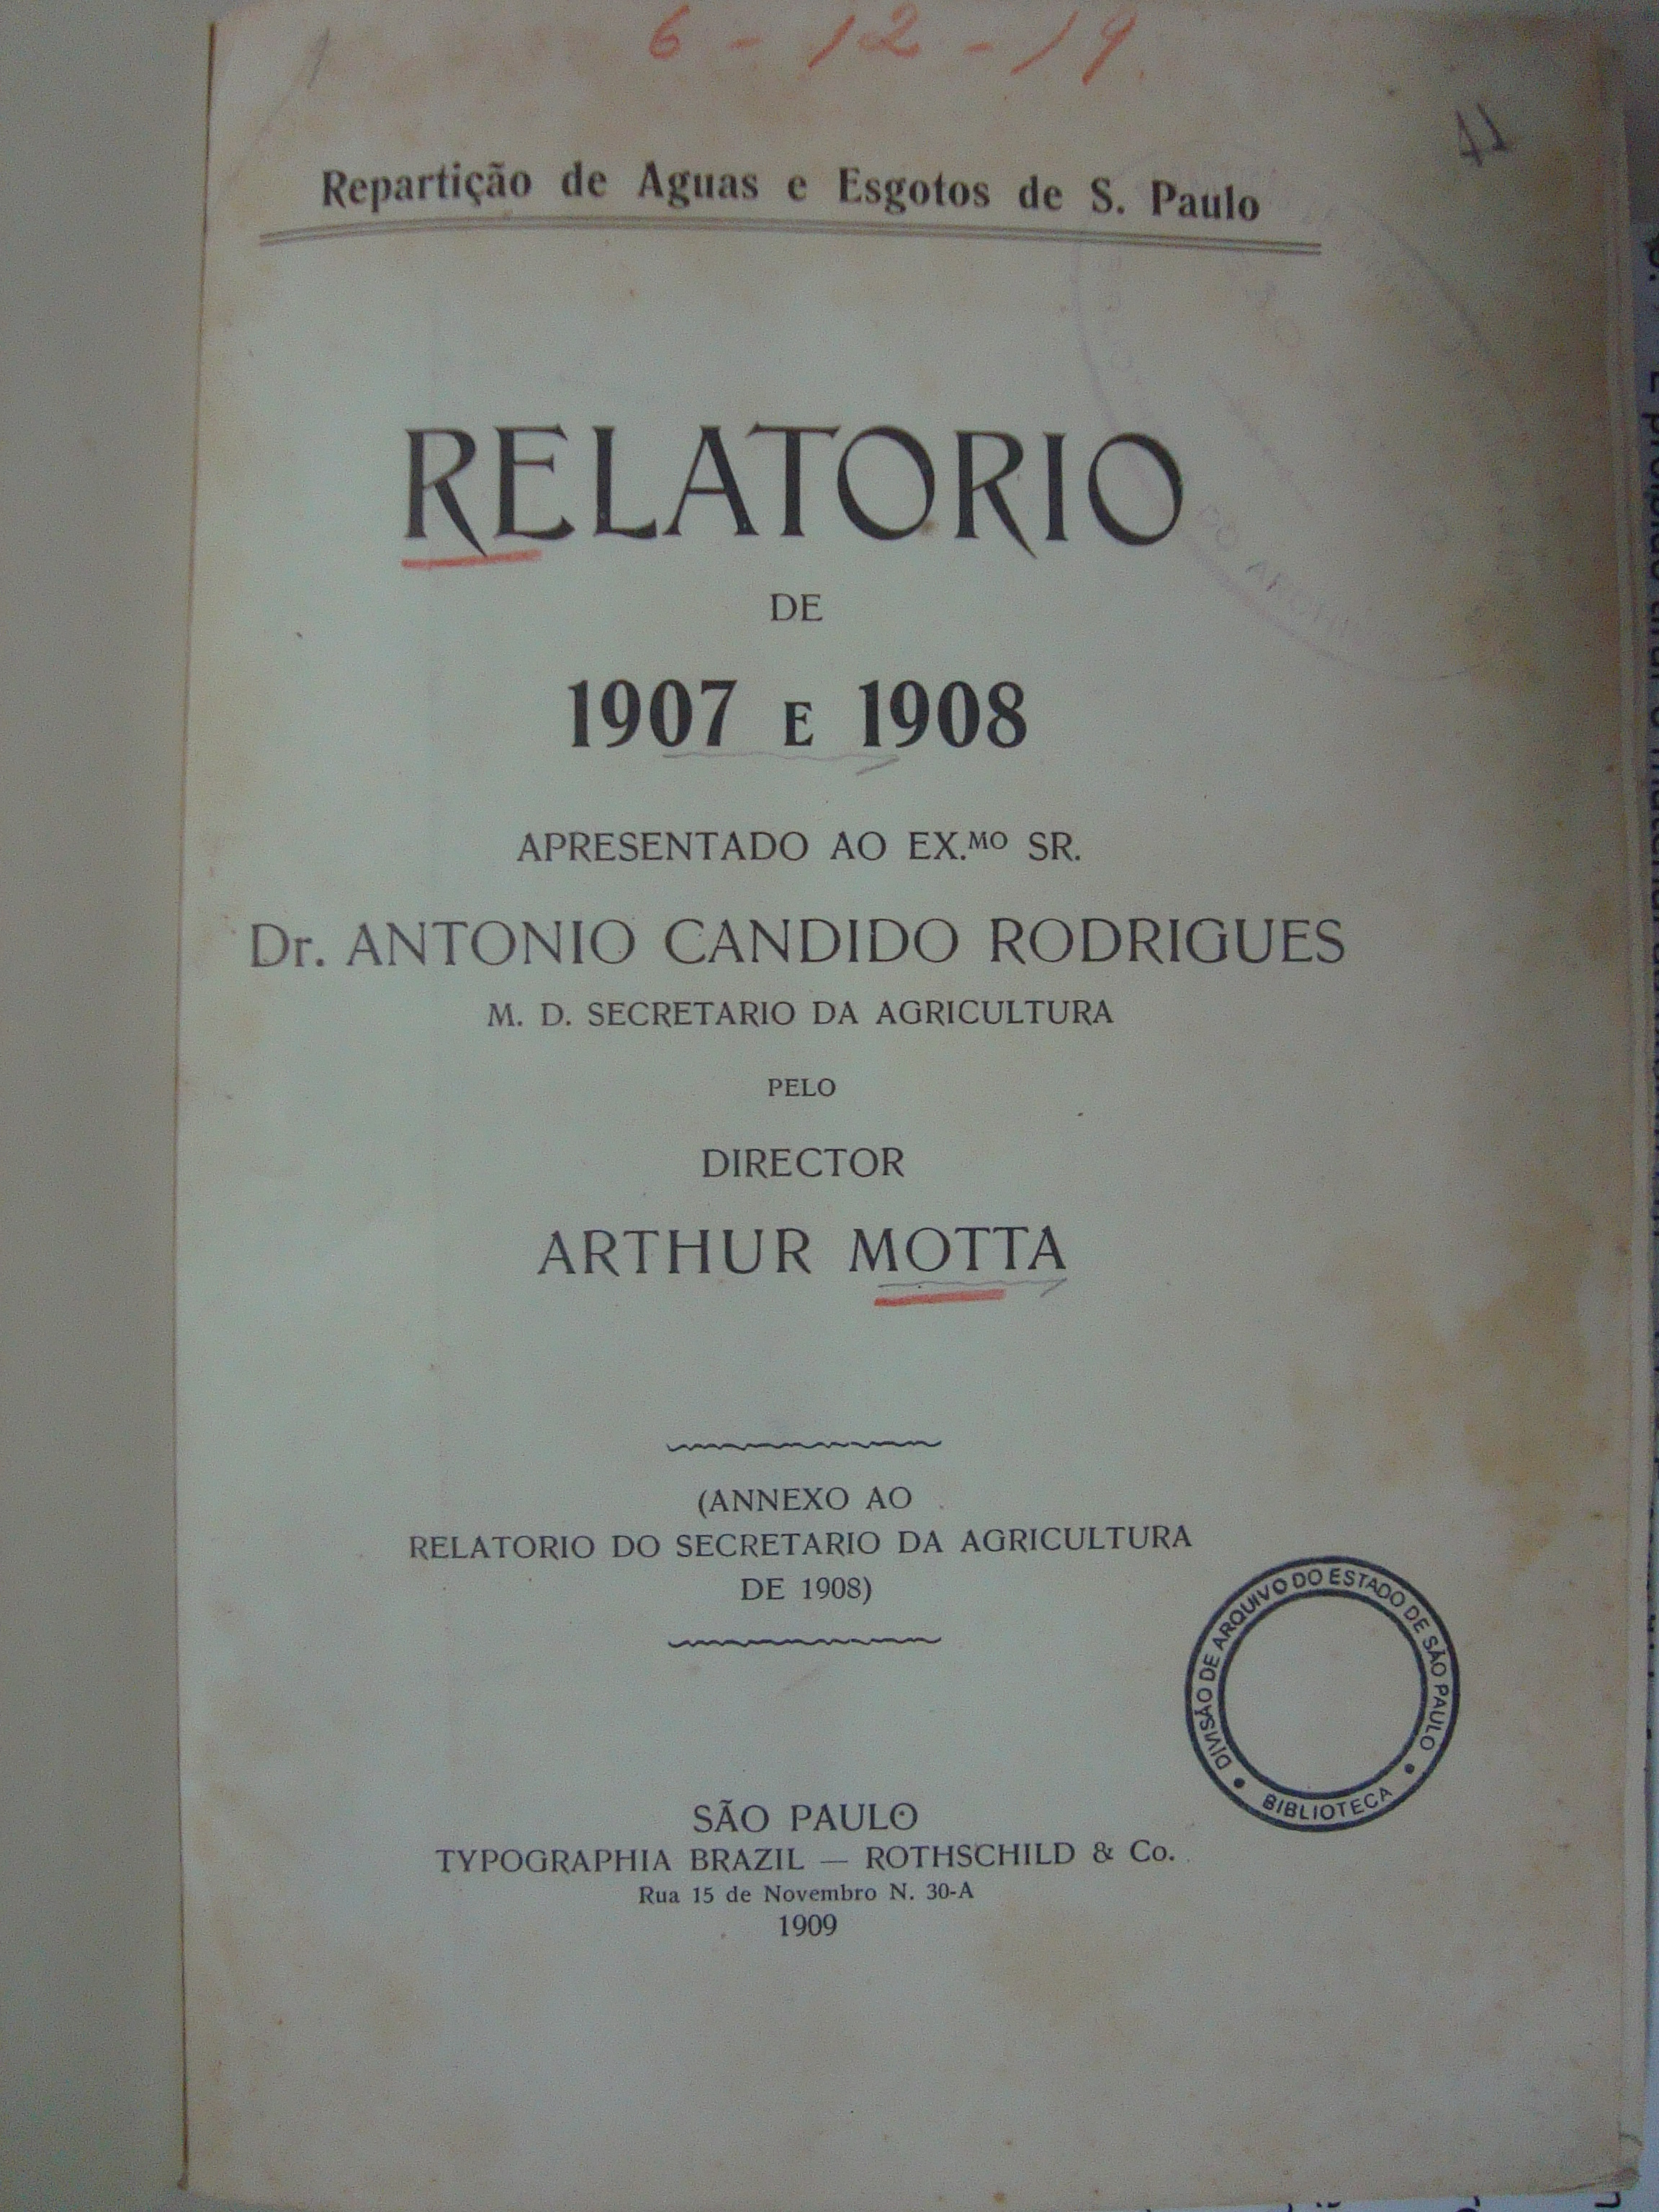 6 - 12 - 19
Repartição de Aguas e Esgotos de S. Paulo
RELATORIO
DE
1907 E 1908
APRESENTADO AO EX.MO SR.
Dr. ANTONIO CANDIDO RODRIGUES
M. D. SECRETARIO DA AGRICULTURA
PELO
DIRECTOR
ARTHUR MOTTA
(ANNEXO AO
RELATORIO DO SECRETARIO DA AGRICULTURA
DE 1908)
DIVISÃO DE ARQUIVO DO ESTADO DE SÃO PAULO
BIBLIOTECA
SÃO PAULO
TYPOGRAPHIA BRAZIL — ROTHSCHILD & Co.
Rua 15 de Novembro N. 30-A
1909